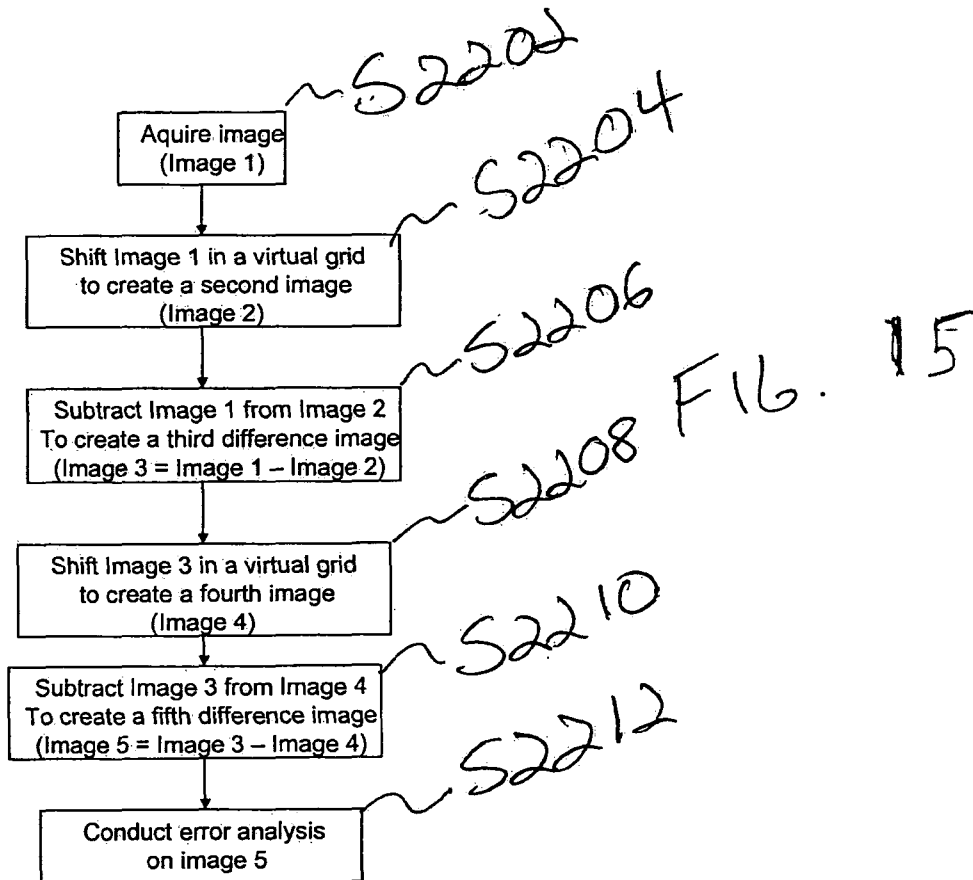 S2202
Aquire image
(Image 1)
S2204
Shift Image 1 in a virtual grid
to create a second image
(Image 2)
S2206
Subtract Image 1 from Image 2
To create a third difference image
(Image 3 = Image 1 – Image 2)
FIG. 15
S2208
Shift Image 3 in a virtual grid
to create a fourth image
(Image 4)
S2210
Subtract Image 3 from Image 4
To create a fifth difference image
(Image 5 = Image 3 – Image 4)
S2212
Conduct error analysis
on image 5